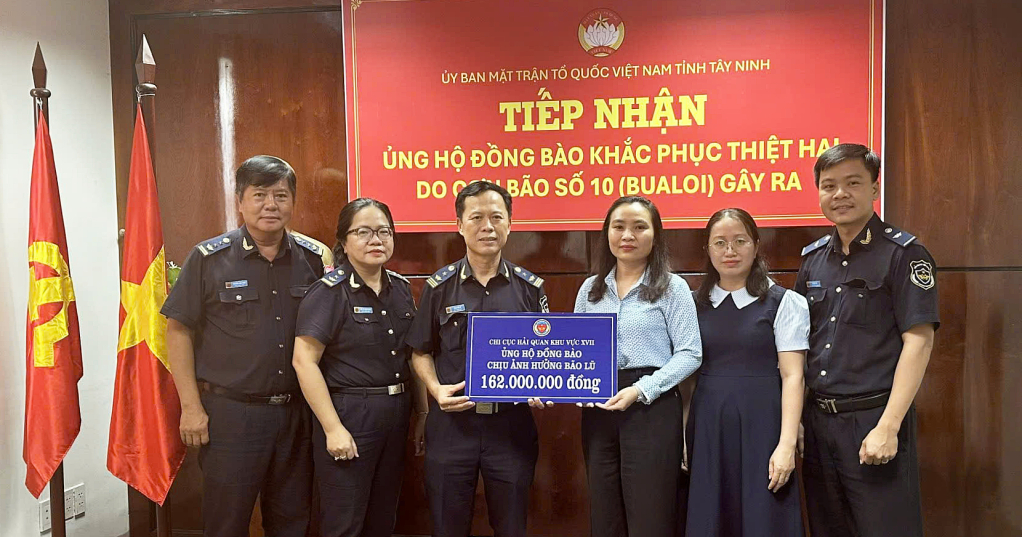 ỦY BAN MẶT TRẬN TỔ QUỐC VIỆT NAM TỈNH TÂY NINH
TIẾP NHẬN
ỦNG HỘ ĐỒNG BÀO KHẮC PHỤC THIỆT HẠI
DO CƠN BÃO SỐ 10 (BUALOI) GÂY RA
CHI CỤC HẢI QUAN KHU VỰC XVII
ỦNG HỘ ĐỒNG BÀO
CHỊU ẢNH HƯỞNG BÃO LŨ
162.000.000 đồng